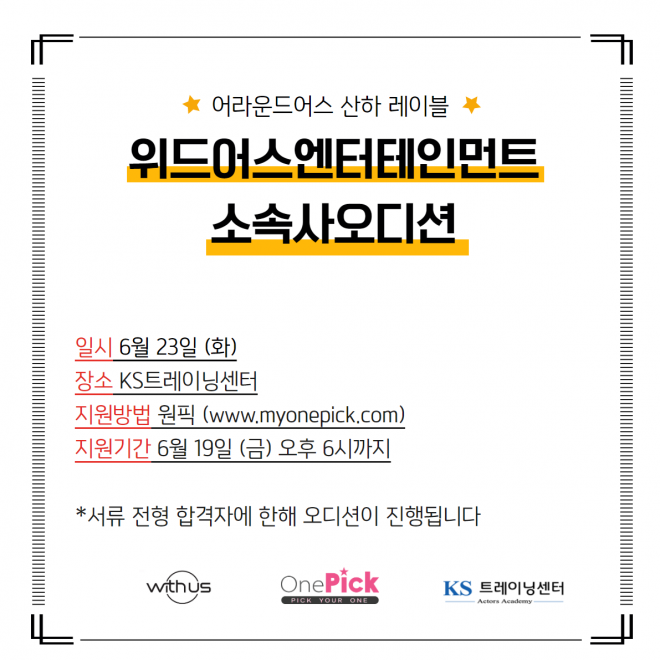 어라운드어스 산하 레이블
위드어스엔터테인먼트
소속사오디션
일시 6월 23일 (화)
장소 KS트레이닝센터
지원방법 원픽 (www.myonepick.com)
지원기간 6월 19일 (금) 오후 6시까지
*서류 전형 합격자에 한해 오디션이 진행됩니다
withus
OnePick
PICK YOUR ONE
KS 트레이닝센터
Actors Academy